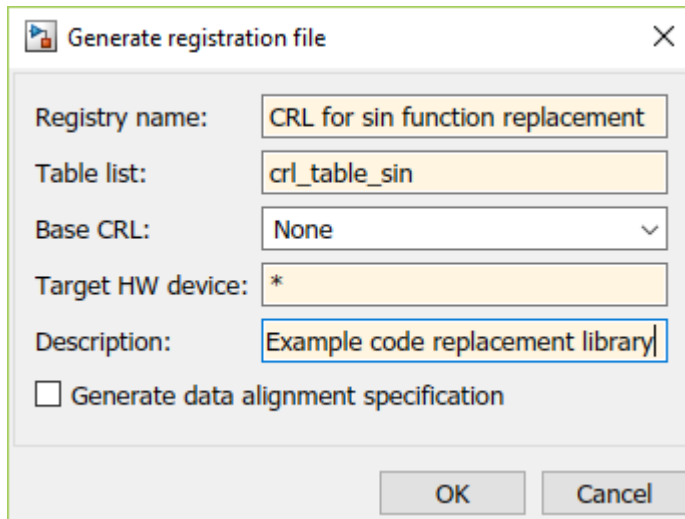 Generate registration file
Registry name: CRL for sin function replacement
Table list: crl_table_sin
Base CRL: None
Target HW device: *
Description: Example code replacement library
Generate data alignment specification
OK Cancel